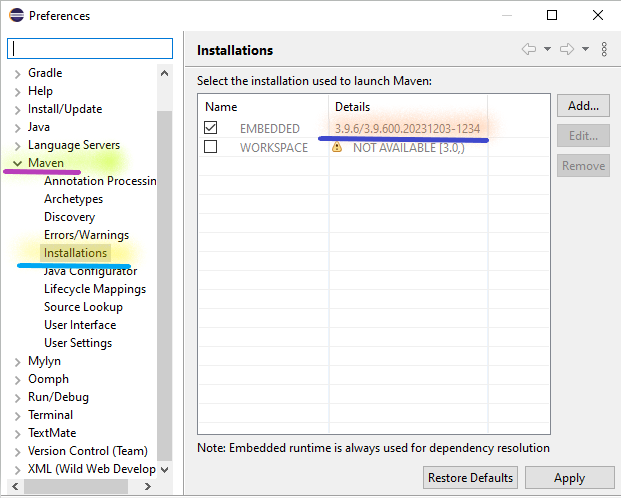 Preferences
Installations
Gradle
Help
Install/Update
Java
Language Servers
Maven
Annotation Processin
Archetypes
Discovery
Errors/Warnings
Installations
Java Configurator
Lifecycle Mappings
Source Lookup
User Interface
User Settings
Mylyn
Oomph
Run/Debug
Terminal
TextMate
Version Control (Team)
XML (Wild Web Develop
Select the installation used to launch Maven:
Name Details
EMBEDDED 3.9.6/3.9.600.20231203-1234
WORKSPACE NOT AVAILABLE [3.0,)
Add...
Edit...
Remove
Note: Embedded runtime is always used for dependency resolution
Restore Defaults Apply